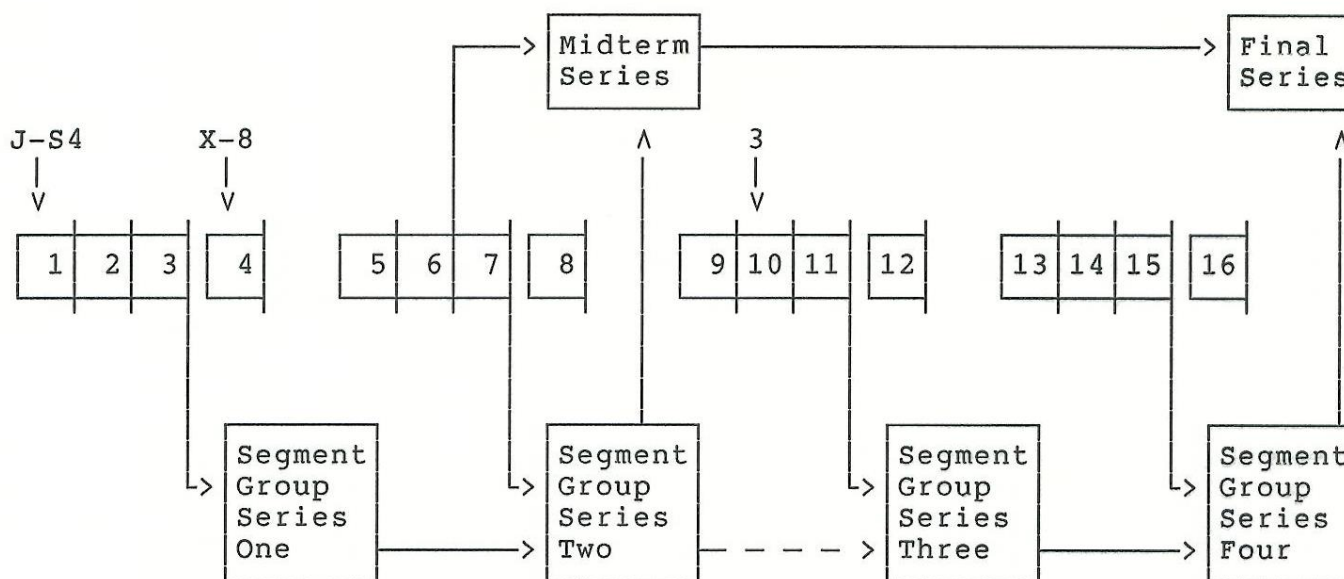 Midterm
Series
Final
Series
J-S4 X-8 3
1 2 3 4 5 6 7 8 9 10 11 12 13 14 15 16
Segment
Group
Series
One
Segment
Group
Series
Two
Segment
Group
Series
Three
Segment
Group
Series
Four